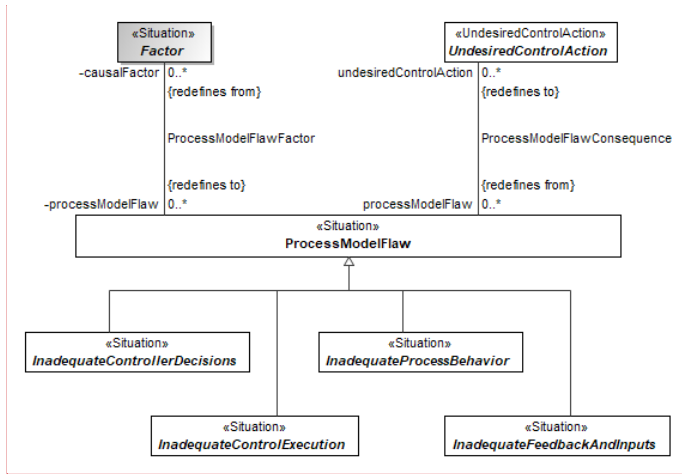 «Situation»
Factor
«UndesiredControlAction»
UndesiredControlAction
-causalFactor 0..*
{redefines from}
undesiredControlAction 0..*
{redefines to}
ProcessModelFlawFactor
ProcessModelFlawConsequence
{redefines to}
-processModelFlaw 0..*
{redefines from}
processModelFlaw 0..*
«Situation»
ProcessModelFlaw
«Situation»
InadequateControllerDecisions
«Situation»
InadequateProcessBehavior
«Situation»
InadequateControlExecution
«Situation»
InadequateFeedbackAndInputs